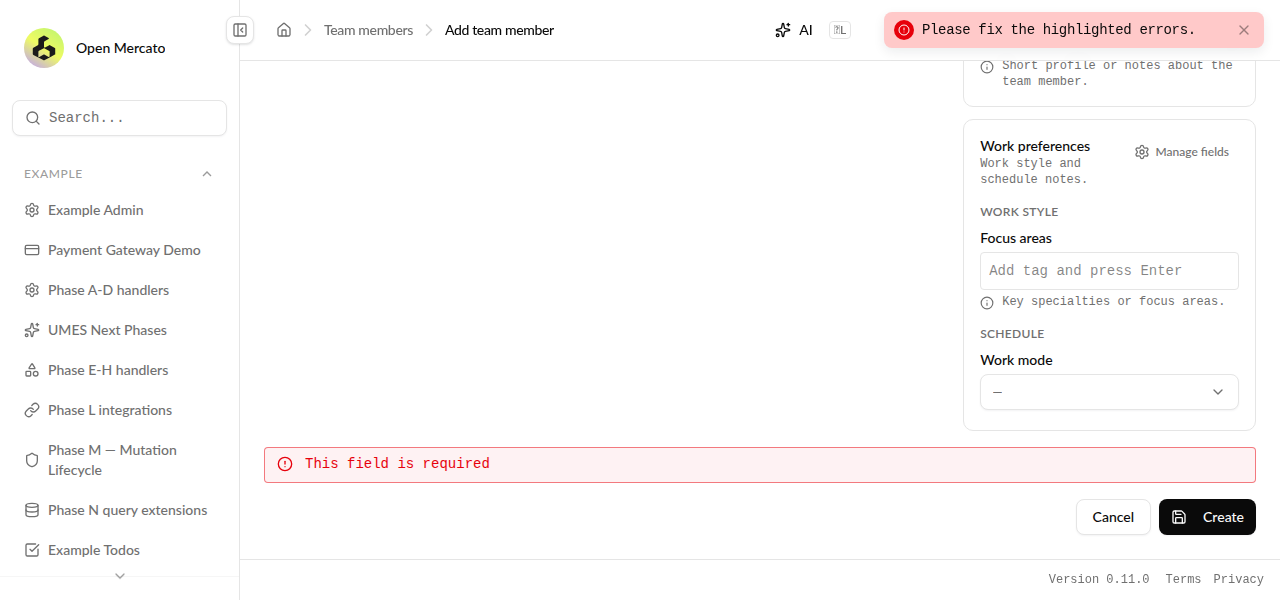 Open Mercato
Search...
EXAMPLE
Example Admin
Payment Gateway Demo
Phase A-D handlers
UMES Next Phases
Phase E-H handlers
Phase L integrations
Phase M — Mutation
Lifecycle
Phase N query extensions
Example Todos
Team members
Add team member
AI
L
Please fix the highlighted errors.
Short profile or notes about the
team member.
Work preferences
Manage fields
Work style and
schedule notes.
WORK STYLE
Focus areas
Add tag and press Enter
Key specialties or focus areas.
SCHEDULE
Work mode
—
This field is required
Cancel
Create
Version 0.11.0
Terms
Privacy